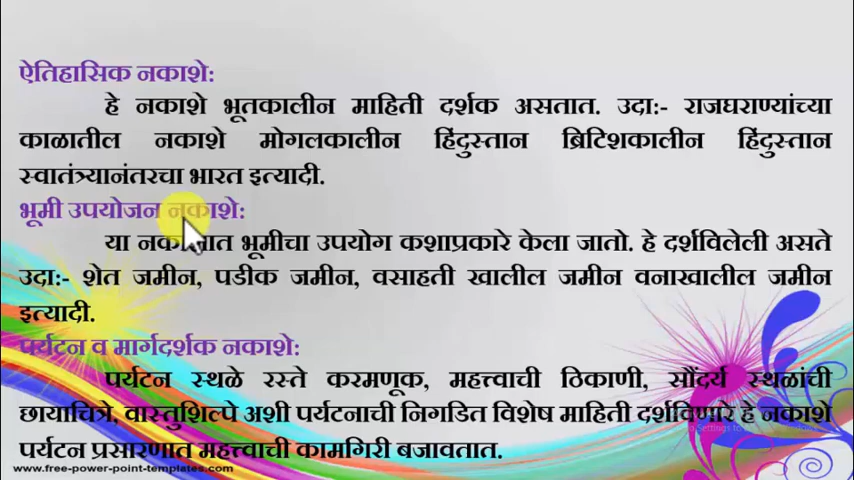 ऐतिहासिक नकाशे:
हे नकाशे भूतकालीन माहिती दर्शक असतात. उदा:- राजघराण्यांच्या
काळातील नकाशे मोगलकालीन हिंदुस्तान ब्रिटिशकालीन हिंदुस्तान
स्वातंत्र्यानंतरचा भारत इत्यादी.
भूमी उपयोजन नकाशे:
या नकाशात भूमीचा उपयोग कशाप्रकारे केला जातो. हे दर्शविलेली असते
उदा:- शेत जमीन, पडीक जमीन, वसाहती खालील जमीन वनाखालील जमीन
इत्यादी.
पर्यटन व मार्गदर्शक नकाशे:
पर्यटन स्थळे रस्ते करमणूक, महत्त्वाची ठिकाणी, सौंदर्य स्थळांची
छायाचित्रे, वास्तुशिल्पे अशी पर्यटनाची निगडित विशेष माहिती दर्शविणारे हे नकाशे
पर्यटन प्रसारणात महत्त्वाची कामगिरी बजावतात.
www.free-power-point-templates.com